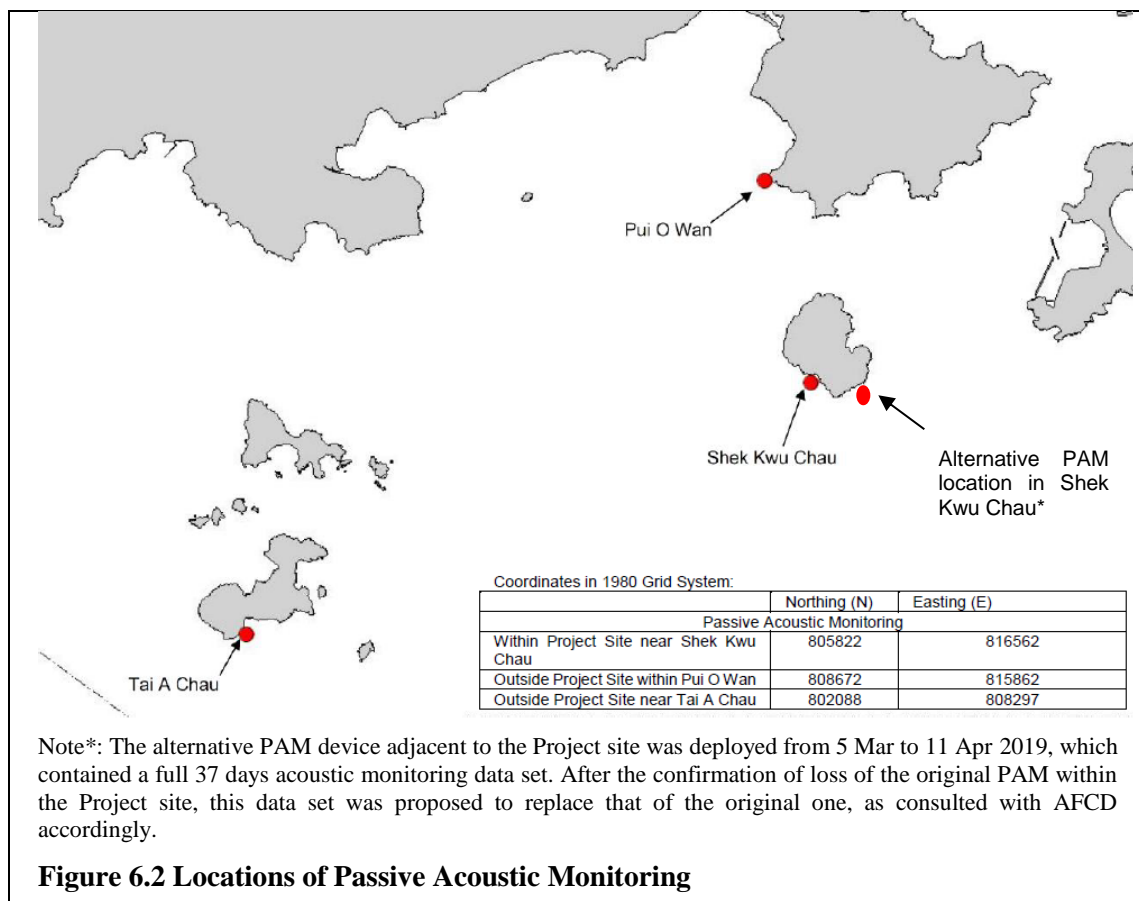 Pui O Wan
Shek Kwu Chau
Alternative PAM
location in Shek
Kwu Chau*
Tai A Chau
Coordinates in 1980 Grid System:
Northing (N) Easting (E)
Passive Acoustic Monitoring
Within Project Site near Shek Kwu 805822 816562
Chau
Outside Project Site within Pui O Wan 808672 815862
Outside Project Site near Tai A Chau 802088 808297
Note*: The alternative PAM device adjacent to the Project site was deployed from 5 Mar to 11 Apr 2019, which
contained a full 37 days acoustic monitoring data set. After the confirmation of loss of the original PAM within
the Project site, this data set was proposed to replace that of the original one, as consulted with AFCD
accordingly.
Figure 6.2 Locations of Passive Acoustic Monitoring